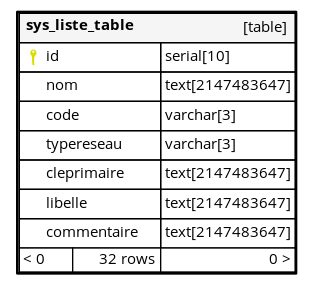 sys_liste_table [table]
id serial[10]
nom text[2147483647]
code varchar[3]
typereseau varchar[3]
cleprimaire text[2147483647]
libelle text[2147483647]
commentaire text[2147483647]
< 0 32 rows 0 >